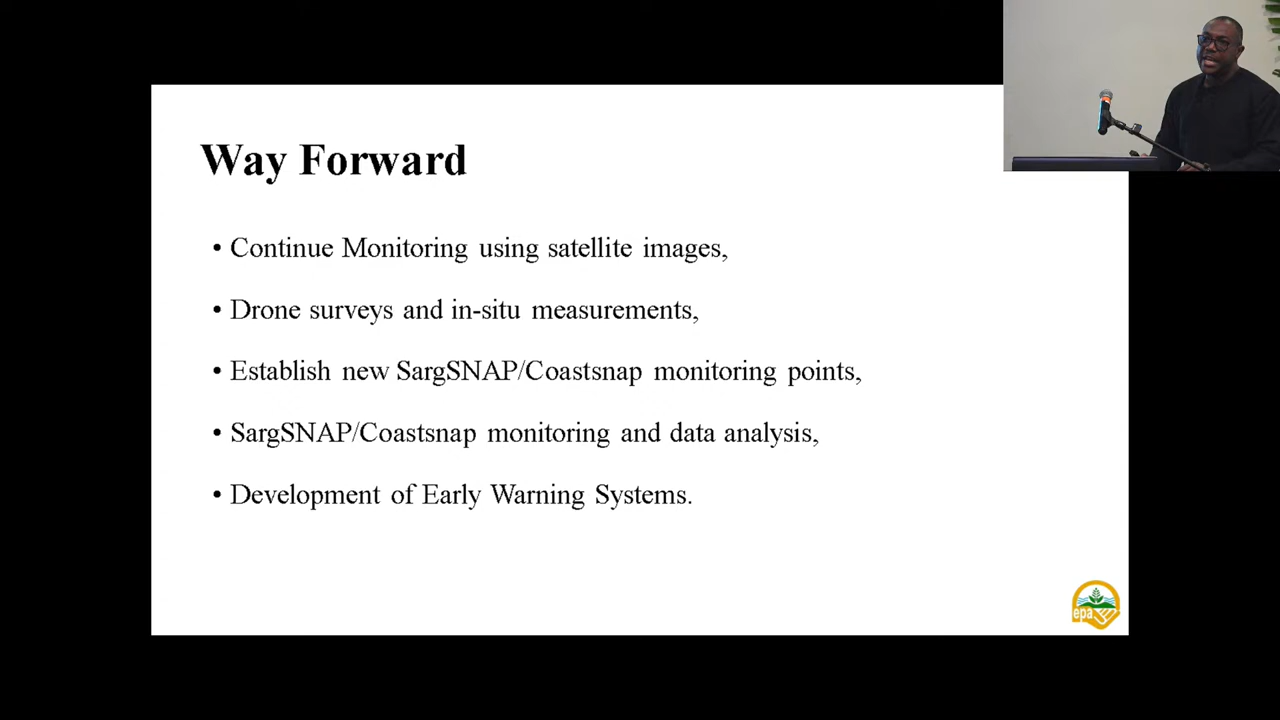 Way Forward
• Continue Monitoring using satellite images,
• Drone surveys and in-situ measurements,
• Establish new SargSNAP/Coastsnap monitoring points,
• SargSNAP/Coastsnap monitoring and data analysis,
• Development of Early Warning Systems.
epa